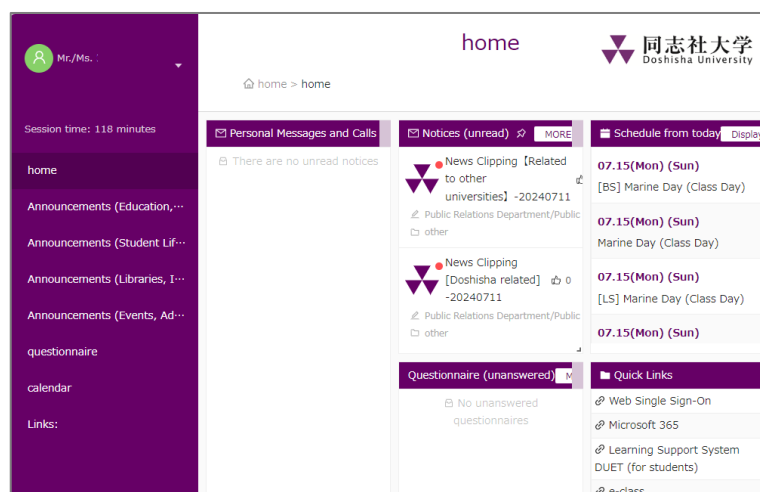 Mr./Ms.
Session time: 118 minutes
home
Announcements (Education,···
Announcements (Student Lif···
Announcements (Libraries, I···
Announcements (Events, Ad···
questionnaire
calendar
Links:
home
同志社大学
Doshisha University
home > home
Personal Messages and Calls
There are no unread notices
Notices (unread) MORE
News Clipping【Related
to other
universities】-20240711
Public Relations Department/Public
other
News Clipping
[Doshisha related] 0
-20240711
Public Relations Department/Public
other
Questionnaire (unanswered) M
No unanswered
questionnaires
Schedule from today Display
07.15(Mon) (Sun)
[BS] Marine Day (Class Day)
07.15(Mon) (Sun)
Marine Day (Class Day)
07.15(Mon) (Sun)
[LS] Marine Day (Class Day)
07.15(Mon) (Sun)
Quick Links
Web Single Sign-On
Microsoft 365
Learning Support System
DUET (for students)
e-class